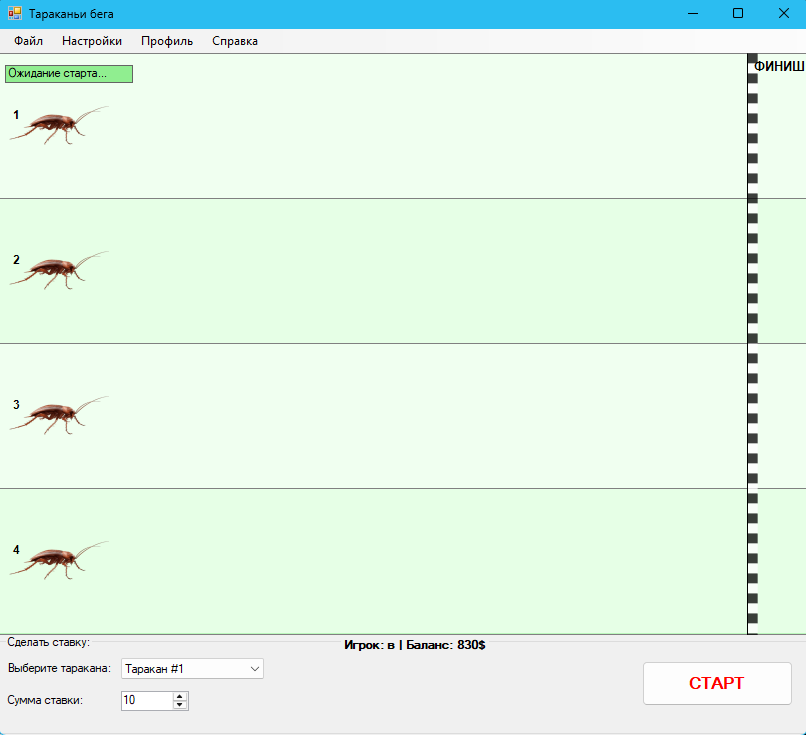 Тараканьи бега
Файл Настройки Профиль Справка
Ожидание старта...
ФИНИШ
1
2
3
4
Сделать ставку:
Игрок: в | Баланс: 830$
Выберите таракана: Таракан #1
СТАРТ
Сумма ставки: 10